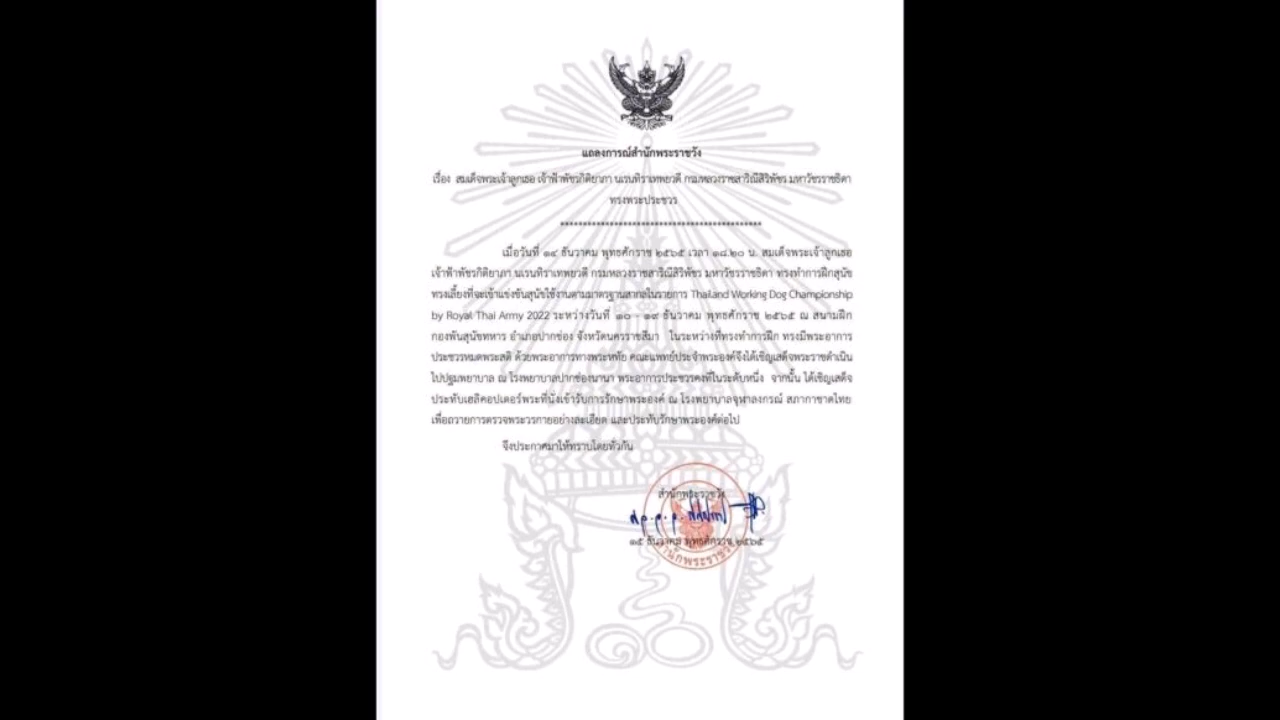 แถลงการณ์สำนักพระราชวัง
เรื่อง สมเด็จพระเจ้าลูกเธอ เจ้าฟ้าพัชรกิติยาภา นเรนทิราเทพยวดี กรมหลวงราชสาริณีสิริพัชร มหาวัชรราชธิดา
ทรงพระประชวร
********************************************
เมื่อวันที่ ๑๔ ธันวาคม พุทธศักราช ๒๕๖๕ เวลา ๑๘.๒๐ น. สมเด็จพระเจ้าลูกเธอ
เจ้าฟ้าพัชรกิติยาภา นเรนทิราเทพยวดี กรมหลวงราชสาริณีสิริพัชร มหาวัชรราชธิดา ทรงทำการฝึกสุนัข
ทรงเลี้ยงที่จะเข้าแข่งขันสุนัขใช้งานตามมาตรฐานสากลในรายการ Thailand Working Dog Championship
by Royal Thai Army 2022 ระหว่างวันที่ ๑๐ - ๑๙ ธันวาคม พุทธศักราช ๒๕๖๕ ณ สนามฝึก
กองพันสุนัขทหาร อำเภอปากช่อง จังหวัดนครราชสีมา ในระหว่างที่ทรงทำการฝึก ทรงมีพระอาการ
ประชวรหมดพระสติ ด้วยพระอาการทางพระหทัย คณะแพทย์ประจำพระองค์จึงได้เชิญเสด็จพระราชดำเนิน
ไปปฐมพยาบาล ณ โรงพยาบาลปากช่องนานา พระอาการประชวรคงที่ในระดับหนึ่ง จากนั้น ได้เชิญเสด็จ
ประทับเฮลิคอปเตอร์พระที่นั่งเข้ารับการรักษาพระองค์ ณ โรงพยาบาลจุฬาลงกรณ์ สภากาชาดไทย
เพื่อถวายการตรวจพระวรกายอย่างละเอียด และประทับรักษาพระองค์ต่อไป
จึงประกาศมาให้ทราบโดยทั่วกัน
สำนักพระราชวัง
๑๕ ธันวาคม พุทธศักราช ๒๕๖๕
สำนักพระราชวัง